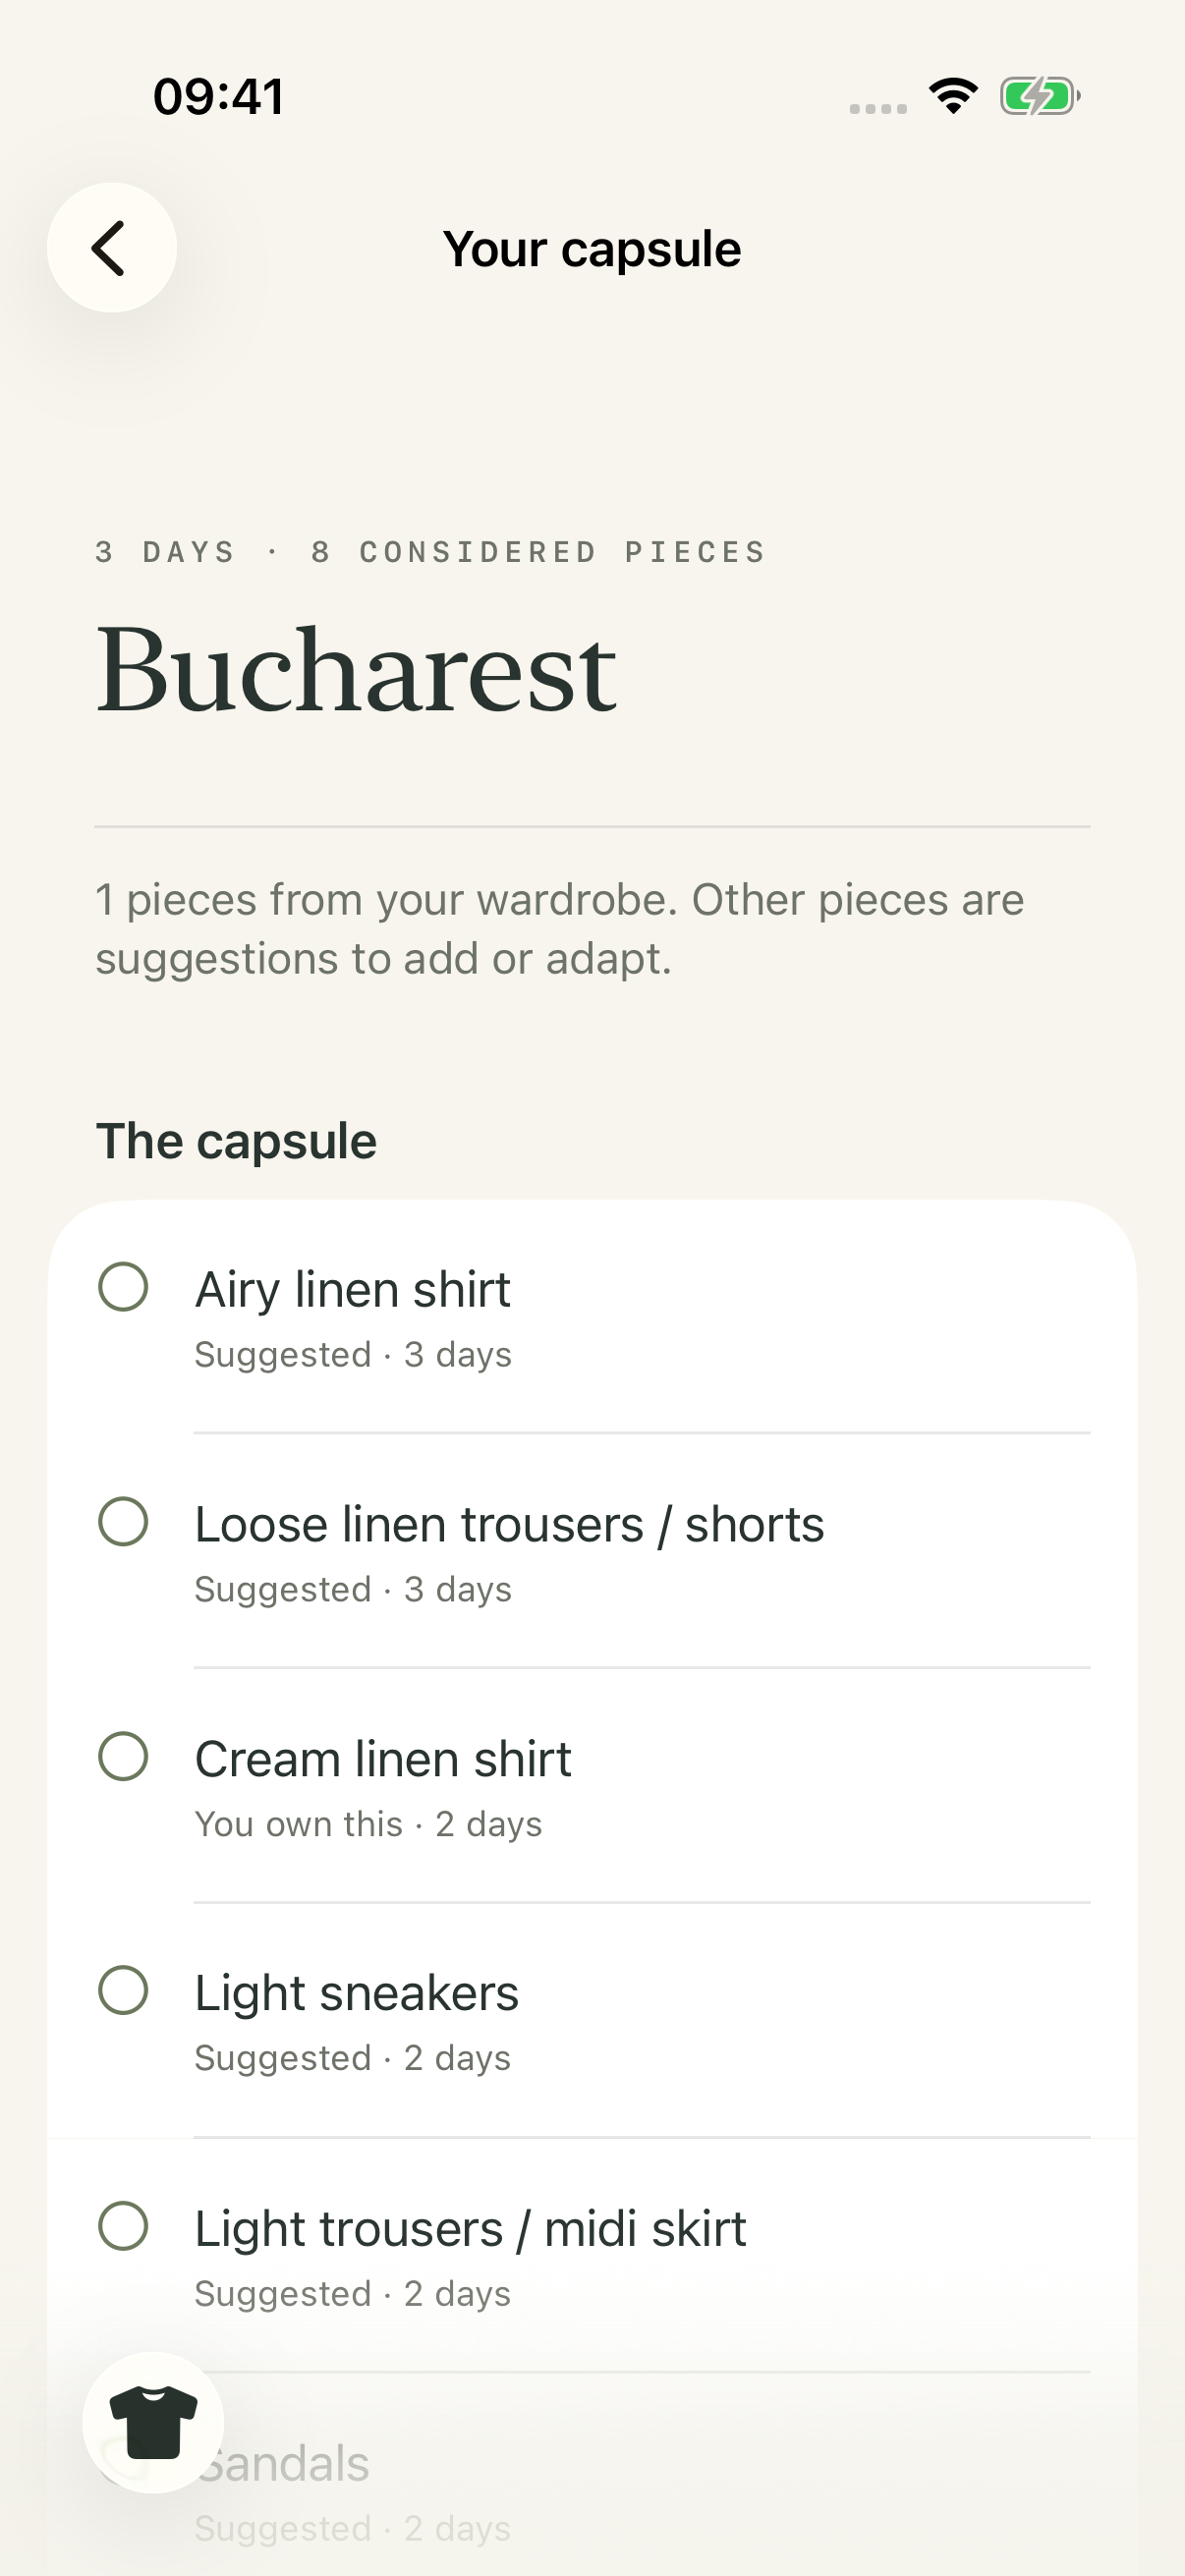 09:41
Your capsule
3 DAYS · 8 CONSIDERED PIECES
Bucharest
1 pieces from your wardrobe. Other pieces are
suggestions to add or adapt.
The capsule
Airy linen shirt
Suggested · 3 days
Loose linen trousers / shorts
Suggested · 3 days
Cream linen shirt
You own this · 2 days
Light sneakers
Suggested · 2 days
Light trousers / midi skirt
Suggested · 2 days
Sandals
Suggested · 2 days